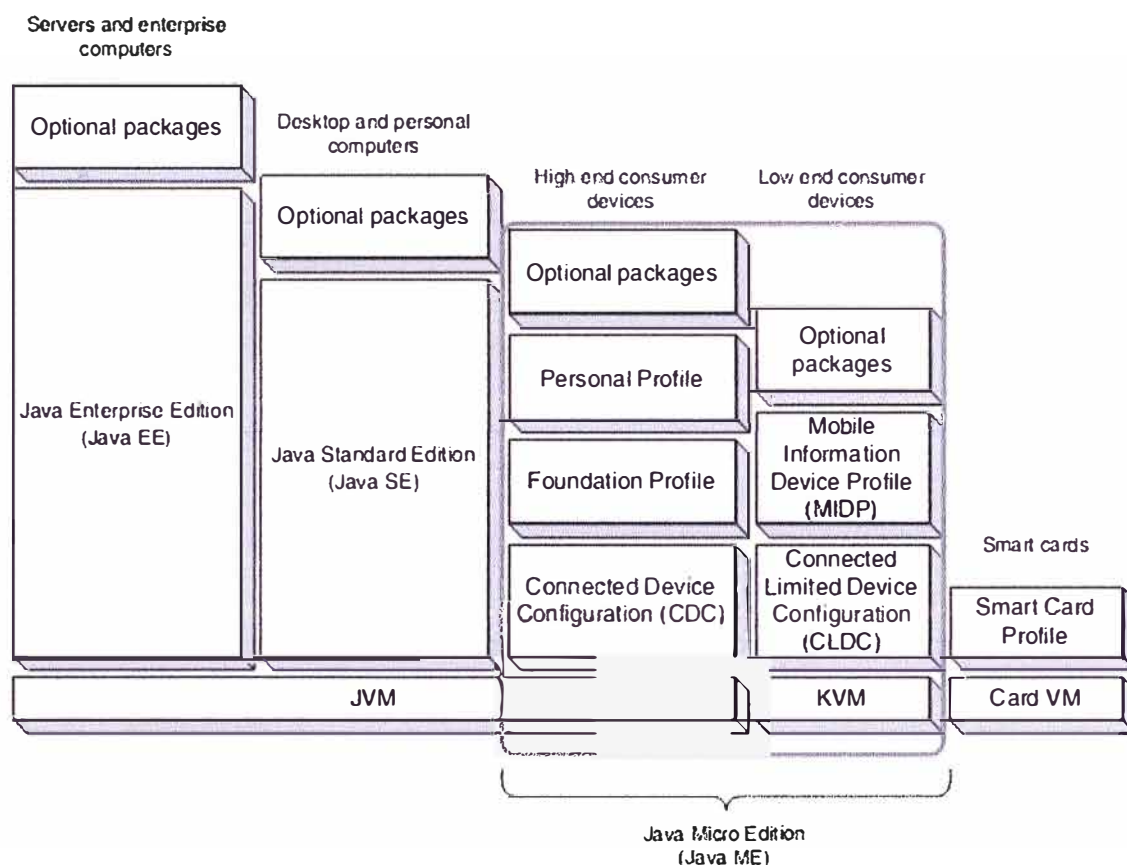 Servers and enterprise
computers
Optional packages
Java Enterprise Edition
(Java EE)
Desktop and personal
computers
Optional packages
Java Standard Edition
(Java SE)
High end consumer
devices
Optional packages
Personal Profile
Foundation Profile
Connected Device
Configuration (CDC)
Low end consumer
devices
Optional
packages
Mobile
Information
Device Profile
(MIDP)
Connected
Limited Device
Configuration
(CLDC)
Smart cards
Smart Card
Profile
JVM
KVM
Card VM
Java Micro Edition
(Java ME)